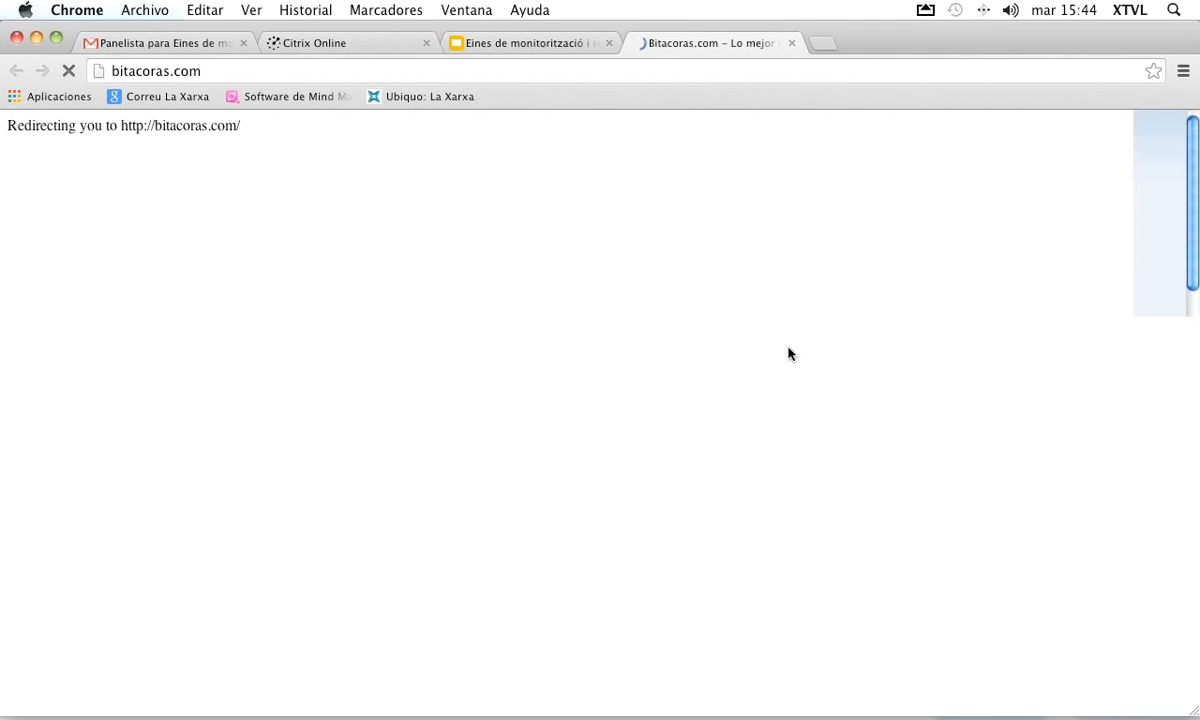 Chrome Archivo Editar Ver Historial Marcadores Ventana Ayuda mar 15:44 XTVL
Panelista para Eines de mo Citrix Online Eines de monitorització i Bitacoras.com – Lo mejor
bitacoras.com
Aplicaciones Correu La Xarxa Software de Mind Ma Ubiquo: La Xarxa
Redirecting you to http://bitacoras.com/